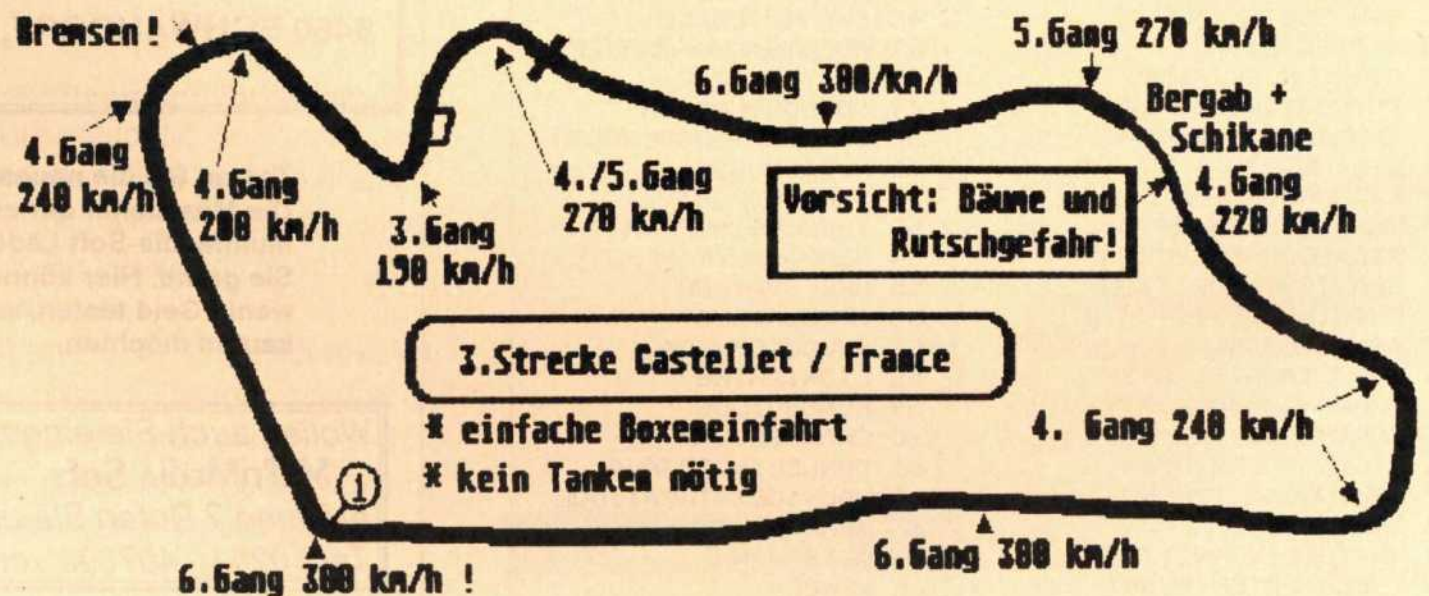 Bremsen!
5.Gang 270 km/h
6.Gang 300/km/h
Bergab +
Schikane
4.Gang
240 km/h
4.Gang
200 km/h
4./5.Gang
270 km/h
3.Gang
190 km/h
Vorsicht: Bäume und
Rutschgefahr!
4.Gang
220 km/h
3.Strecke Castellet / France
* einfache Boxeneinfahrt
* kein Tanken nötig
4. Gang 240 km/h
1
6.Gang 300 km/h !
6.Gang 300 km/h